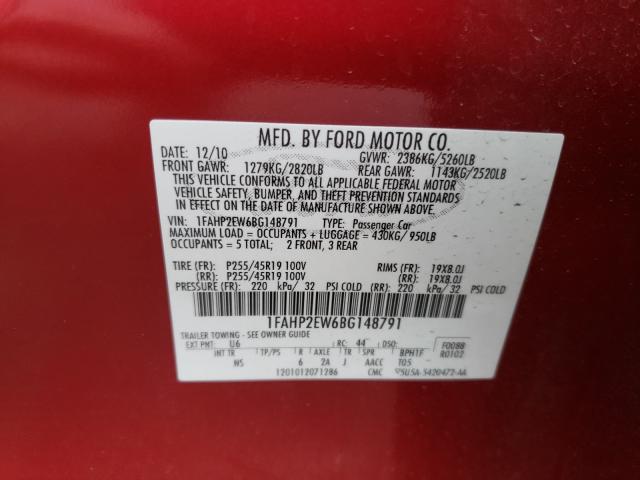 MFD. BY FORD MOTOR CO.
DATE: 12/10 GVWR: 2386KG/5260LB
FRONT GAWR: 1279KG/2820LB REAR GAWR: 1143KG/2520LB
THIS VEHICLE CONFORMS TO ALL APPLICABLE FEDERAL MOTOR
VEHICLE SAFETY, BUMPER, AND THEFT PREVENTION STANDARDS
IN EFFECT ON THE DATE OF MANUFACTURE SHOWN ABOVE.
VIN: 1FAHP2EW6BG148791 TYPE: Passenger Car
MAXIMUM LOAD = OCCUPANTS + LUGGAGE = 430KG/ 950LB
OCCUPANTS = 5 TOTAL; 2 FRONT, 3 REAR
TIRE (FR): P255/45R19 100V RIMS (FR): 19X8.0J
(RR): P255/45R19 100V (RR): 19X8.0J
PRESSURE (FR): 220 kPa/ 32 PSI COLD (RR): 220 kPa/ 32 PSI COLD
1FAHP2EW6BG148791
TRAILER TOWING - SEE OWNER GUIDE
EXT PNT: U6 RC: 44 DSO: F0088
R0102
INT TR TP/PS R AXLE TR SPR BPHTF
NS 6 2A J AACC T05
1201012071286 CMC 5U5A-5420472-AA